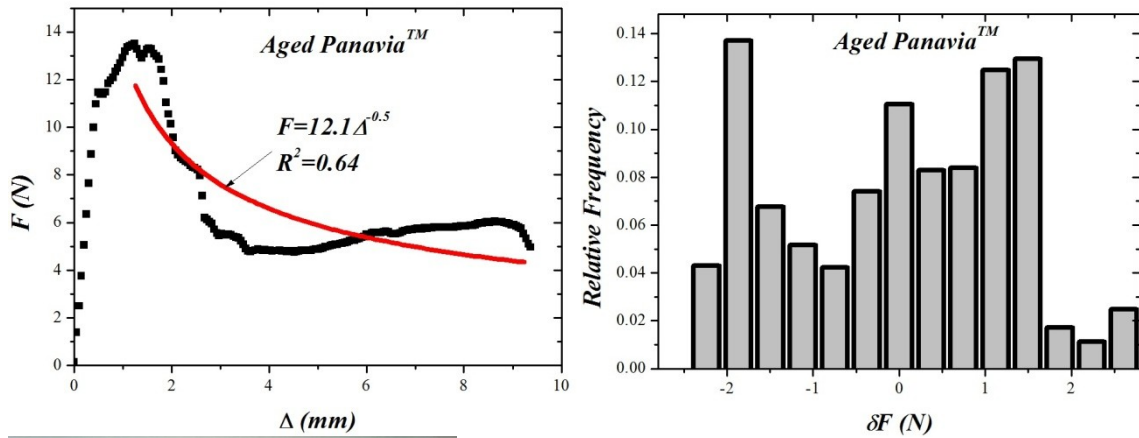 Aged Panavia™
F=12.1Δ^-0.5
R²=0.64
F (N)
14
12
10
8
6
4
2
0
0 2 4 6 8 10
Δ (mm)
Aged Panavia™
Relative Frequency
0.14
0.12
0.10
0.08
0.06
0.04
0.02
0.00
-2 -1 0 1 2
δF (N)